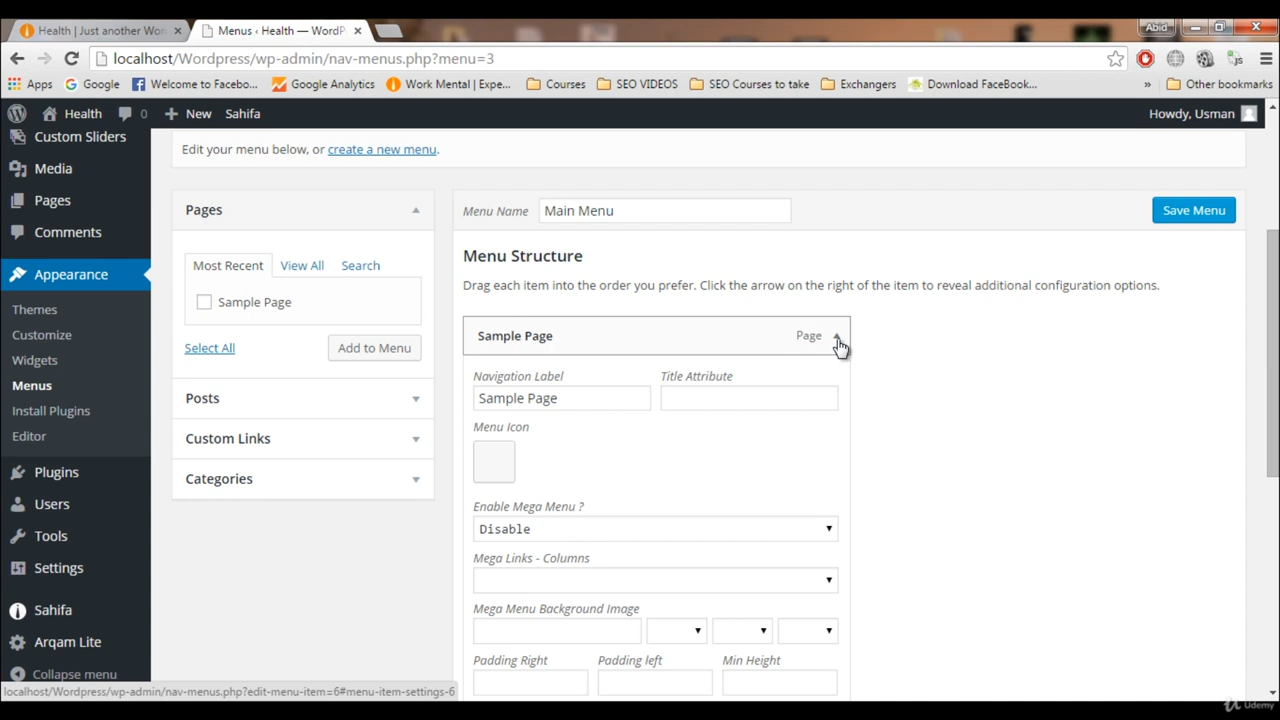 Health | Just another Wor
Menus ‹ Health — WordP
Abid
localhost/Wordpress/wp-admin/nav-menus.php?menu=3
Apps
Google
Welcome to Facebo...
Google Analytics
Work Mental | Expe...
Courses
SEO VIDEOS
SEO Courses to take
Exchangers
Download FaceBook...
»
Other bookmarks
Health
0
New
Sahifa
Howdy, Usman
Custom Sliders
Media
Pages
Comments
Appearance
Themes
Customize
Widgets
Menus
Install Plugins
Editor
Plugins
Users
Tools
Settings
Sahifa
Arqam Lite
Collapse menu
Edit your menu below, or create a new menu.
Pages
Most Recent
View All
Search
Sample Page
Select All
Add to Menu
Posts
Custom Links
Categories
Menu Name
Main Menu
Save Menu
Menu Structure
Drag each item into the order you prefer. Click the arrow on the right of the item to reveal additional configuration options.
Sample Page
Page
Navigation Label
Title Attribute
Sample Page
Menu Icon
Enable Mega Menu ?
Disable
Mega Links - Columns
Mega Menu Background Image
Padding Right
Padding left
Min Height
localhost/Wordpress/wp-admin/nav-menus.php?edit-menu-item=6#menu-item-settings-6
Udemy